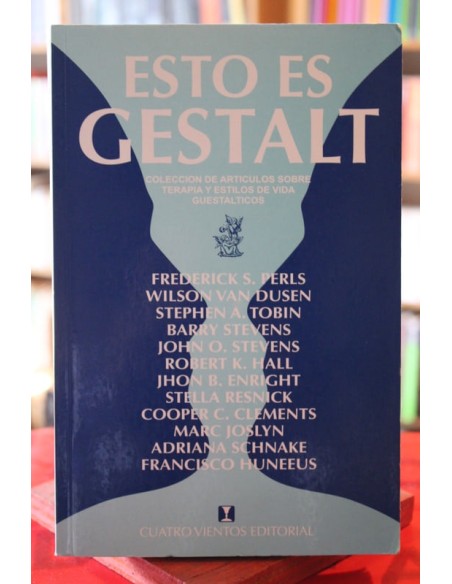 ESTO ES
GESTALT
COLECCION DE ARTICULOS SOBRE
TERAPIA Y ESTILOS DE VIDA
GUESTALTICOS
FREDERICK S. PERLS
WILSON VAN DUSEN
STEPHEN A. TOBIN
BARRY STEVENS
JOHN O. STEVENS
ROBERT K. HALL
JHON B. ENRIGHT
STELLA RESNICK
COOPER C. CLEMENTS
MARC JOSLYN
ADRIANA SCHNAKE
FRANCISCO HUNEEUS
CUATRO VIENTOS EDITORIAL